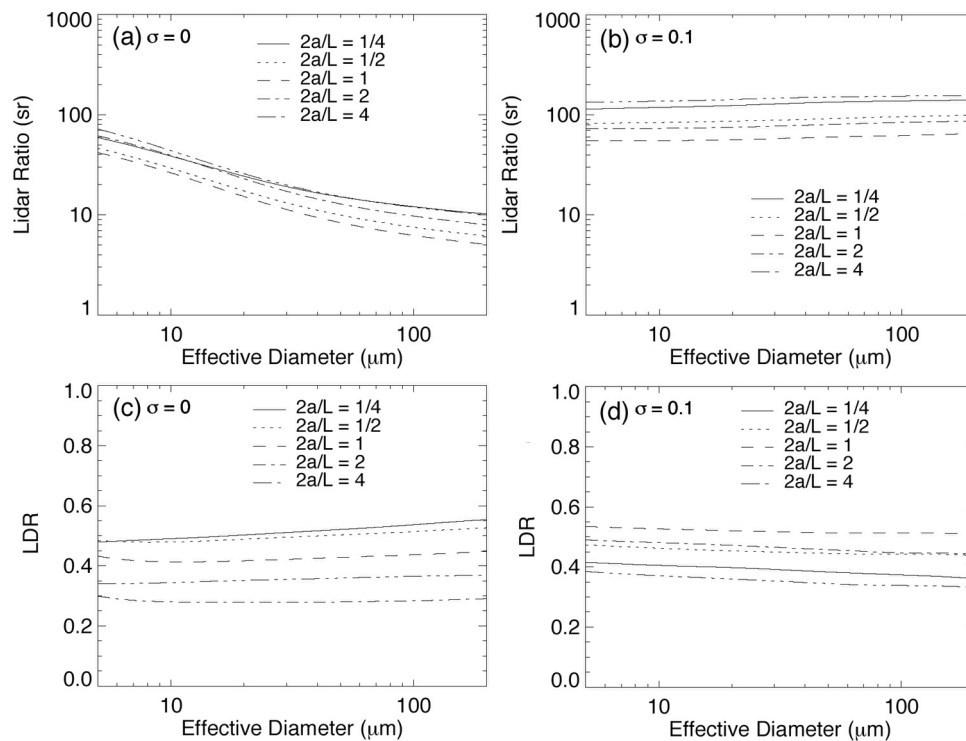 (a) σ = 0
2a/L = 1/4
2a/L = 1/2
2a/L = 1
2a/L = 2
2a/L = 4
1000
100
10
1
Lidar Ratio (sr)
10
100
Effective Diameter (μm)
(b) σ = 0.1
2a/L = 1/4
2a/L = 1/2
2a/L = 1
2a/L = 2
2a/L = 4
1000
100
10
1
Lidar Ratio (sr)
10
100
Effective Diameter (μm)
(c) σ = 0
2a/L = 1/4
2a/L = 1/2
2a/L = 1
2a/L = 2
2a/L = 4
1.0
0.8
0.6
0.4
0.2
0.0
LDR
10
100
Effective Diameter (μm)
(d) σ = 0.1
2a/L = 1/4
2a/L = 1/2
2a/L = 1
2a/L = 2
2a/L = 4
1.0
0.8
0.6
0.4
0.2
0.0
LDR
10
100
Effective Diameter (μm)